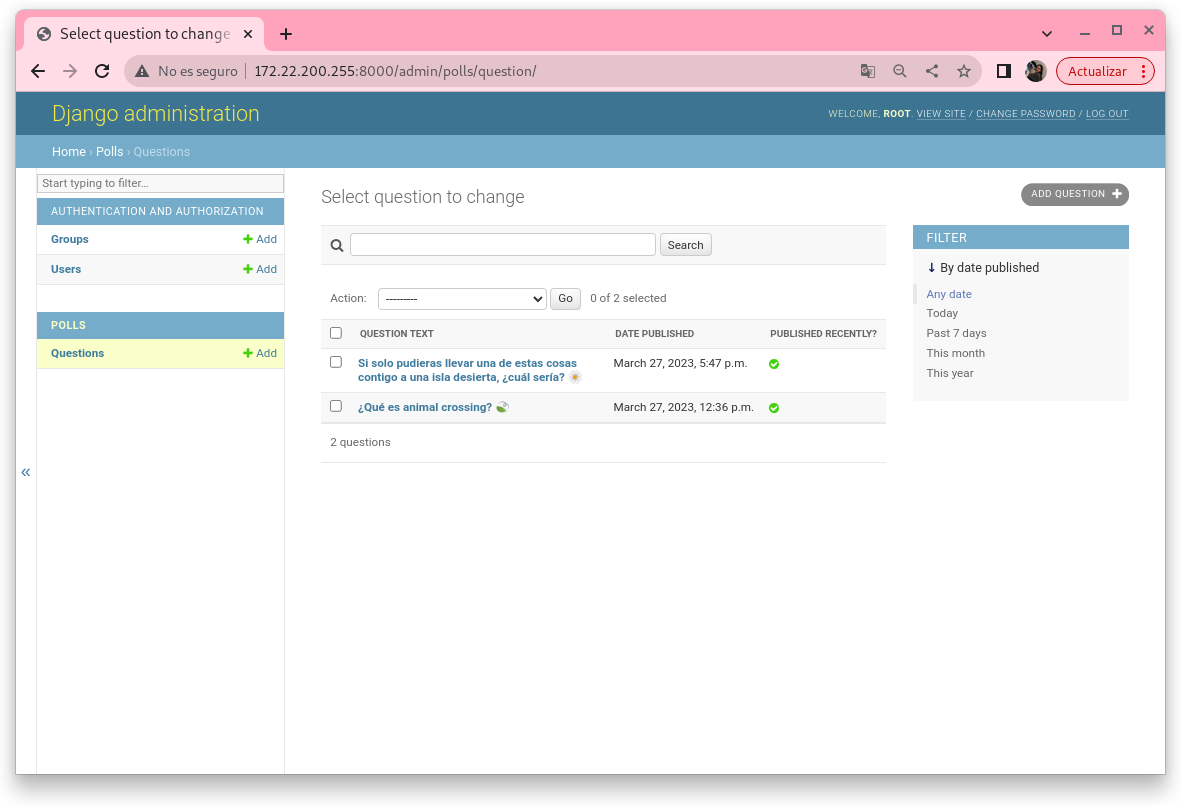 Select question to change
No es seguro
172.22.200.255:8000/admin/polls/question/
Actualizar
Django administration
WELCOME, ROOT. VIEW SITE / CHANGE PASSWORD / LOG OUT
Home › Polls › Questions
Start typing to filter…
AUTHENTICATION AND AUTHORIZATION
Groups
Add
Users
Add
POLLS
Questions
Add
«
Select question to change
ADD QUESTION
Search
Action: --------- Go 0 of 2 selected
QUESTION TEXT DATE PUBLISHED PUBLISHED RECENTLY?
Si solo pudieras llevar una de estas cosas
contigo a una isla desierta, ¿cuál sería? ☀️ March 27, 2023, 5:47 p.m.
¿Qué es animal crossing? 🍃 March 27, 2023, 12:36 p.m.
2 questions
FILTER
↓ By date published
Any date
Today
Past 7 days
This month
This year